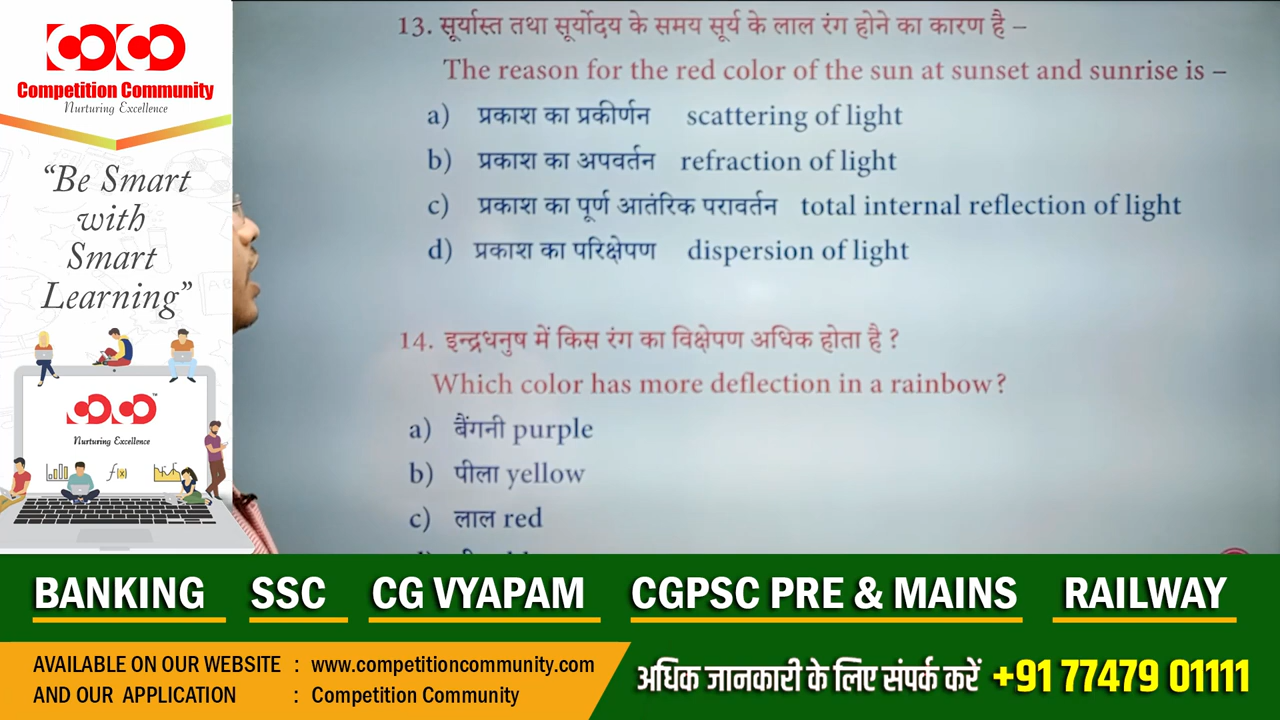 COCO
Competition Community
Nurturing Excellence
“Be Smart
with
Smart
Learning”
COCO
TM
Nurturing Excellence
f(x)
13. सूर्यास्त तथा सूर्योदय के समय सूर्य के लाल रंग होने का कारण है –
The reason for the red color of the sun at sunset and sunrise is –
a) प्रकाश का प्रकीर्णन scattering of light
b) प्रकाश का अपवर्तन refraction of light
c) प्रकाश का पूर्ण आतंरिक परावर्तन total internal reflection of light
d) प्रकाश का परिक्षेपण dispersion of light
14. इन्द्रधनुष में किस रंग का विक्षेपण अधिक होता है ?
Which color has more deflection in a rainbow?
a) बैंगनी purple
b) पीला yellow
c) लाल red
BANKING SSC CG VYAPAM CGPSC PRE & MAINS RAILWAY
AVAILABLE ON OUR WEBSITE : www.competitioncommunity.com
AND OUR APPLICATION : Competition Community
अधिक जानकारी के लिए संपर्क करें +91 77479 01111